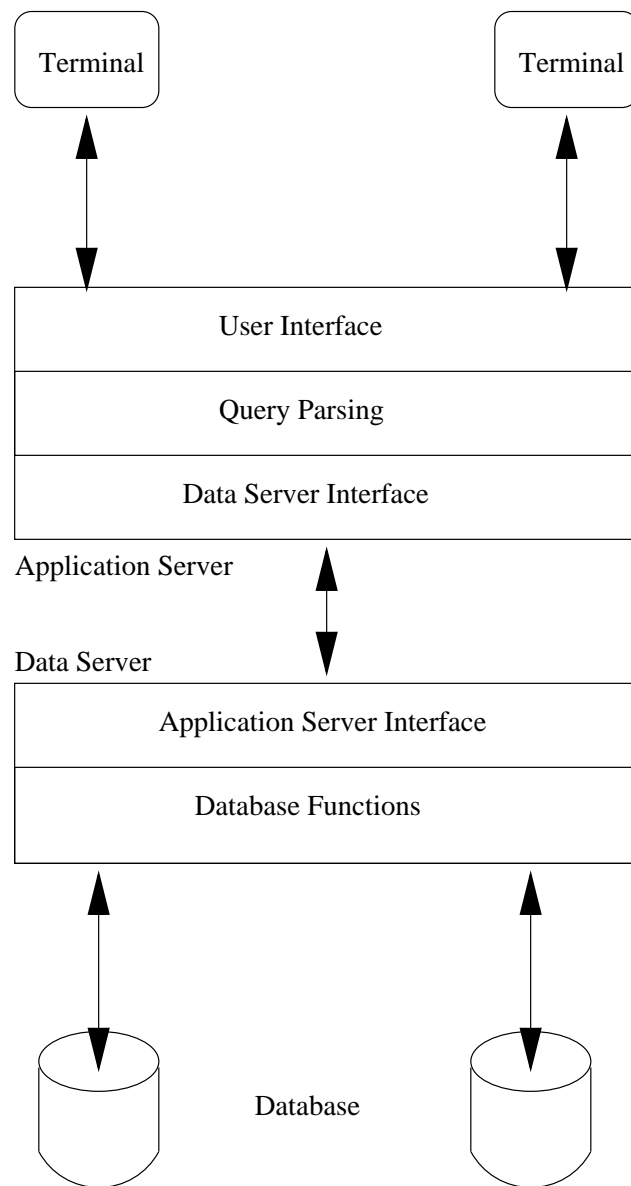 Terminal
Terminal
User Interface
Query Parsing
Data Server Interface
Application Server
Data Server
Application Server Interface
Database Functions
Database